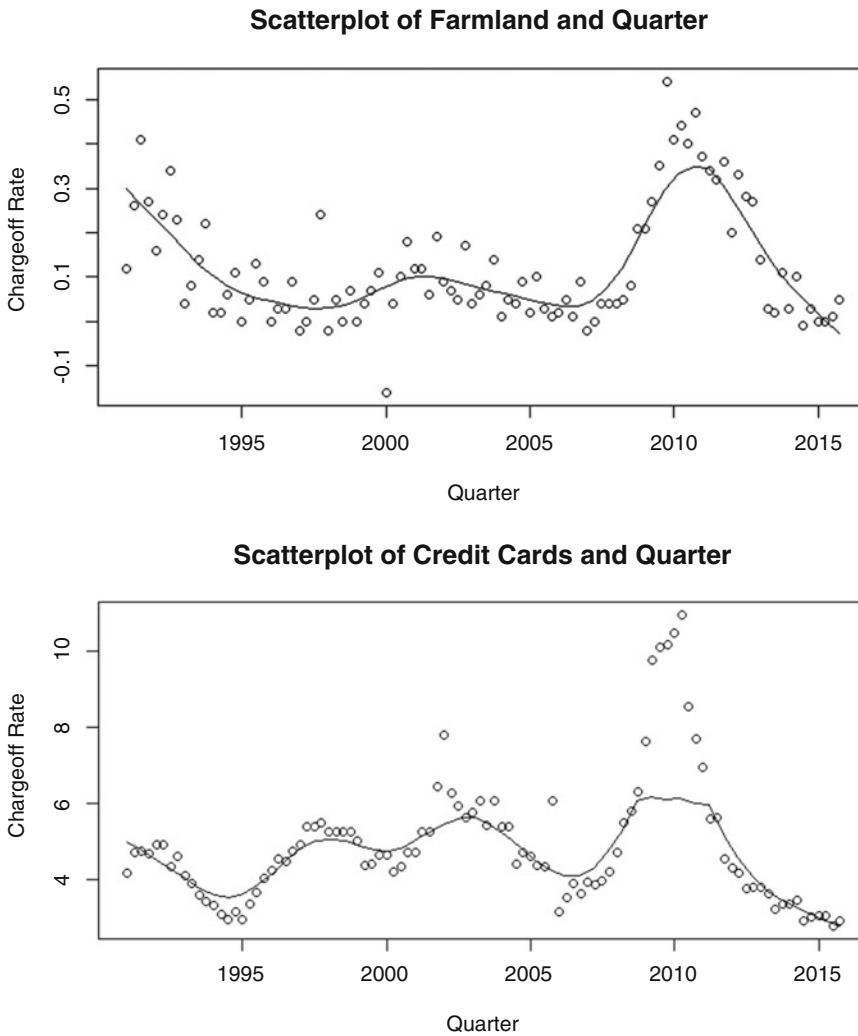 Scatterplot of Farmland and Quarter
0.5
0.3
0.1
-0.1
Chargeoff Rate
1995 2000 2005 2010 2015
Quarter
Scatterplot of Credit Cards and Quarter
10
8
6
4
Chargeoff Rate
1995 2000 2005 2010 2015
Quarter